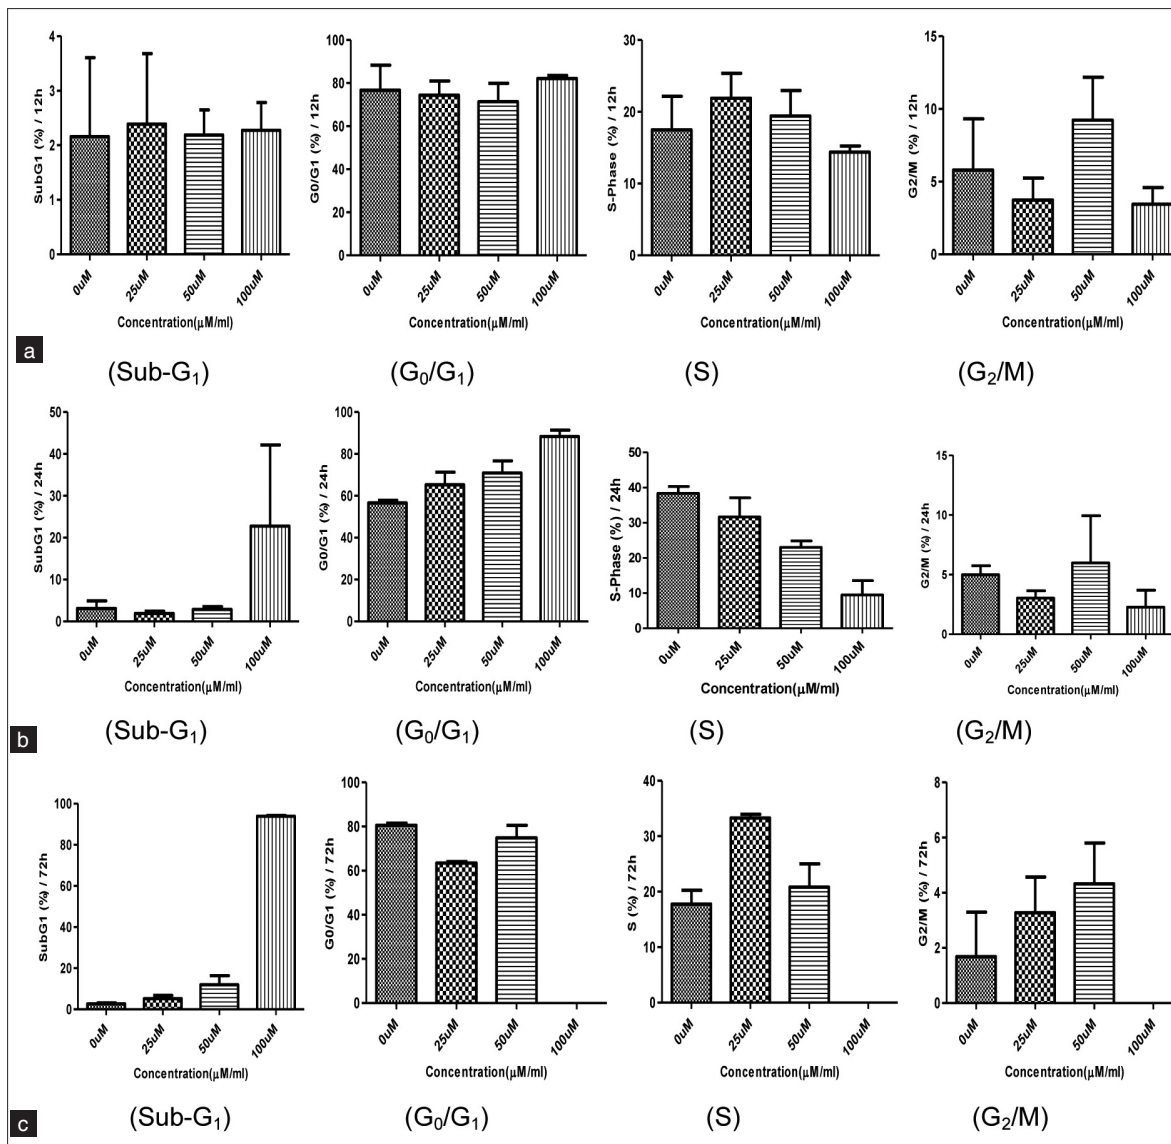 SubG1 (%) / 12h
4
3
2
1
0
0uM
25uM
50uM
100uM
Concentration(µM/ml)
G0/G1 (%) / 12h
100
80
60
40
20
0
0uM
25uM
50uM
100uM
Concentration(µM/ml)
S-Phase (%) / 12h
30
20
10
0
0uM
25uM
50uM
100uM
Concentration(µM/ml)
G2/M (%) / 12h
15
10
5
0
0uM
25uM
50uM
100uM
Concentration(µM/ml)
a
(Sub-G₁)
(G₀/G₁)
(S)
(G₂/M)
SubG1 (%) / 24h
50
40
30
20
10
0
0uM
25uM
50uM
100uM
Concentration(µM/ml)
G0/G1 (%) / 24h
100
80
60
40
20
0
0uM
25uM
50uM
100uM
Concentration(µM/ml)
S-Phase (%) / 24h
50
40
30
20
10
0
0uM
25uM
50uM
100uM
Concentration(µM/ml)
G2/M (%) / 24h
15
10
5
0
0uM
25uM
50uM
100uM
Concentration(µM/ml)
b
(Sub-G₁)
(G₀/G₁)
(S)
(G₂/M)
SubG1 (%) / 72h
100
80
60
40
20
0
0uM
25uM
50uM
100uM
Concentration(µM/ml)
G0/G1 (%) / 72h
100
80
60
40
20
0
0uM
25uM
50uM
100uM
Concentration(µM/ml)
S (%) / 72h
40
30
20
10
0
0uM
25uM
50uM
100uM
Concentration(µM/ml)
G2/M (%) / 72h
8
6
4
2
0
0uM
25uM
50uM
100uM
Concentration(µM/ml)
c
(Sub-G₁)
(G₀/G₁)
(S)
(G₂/M)